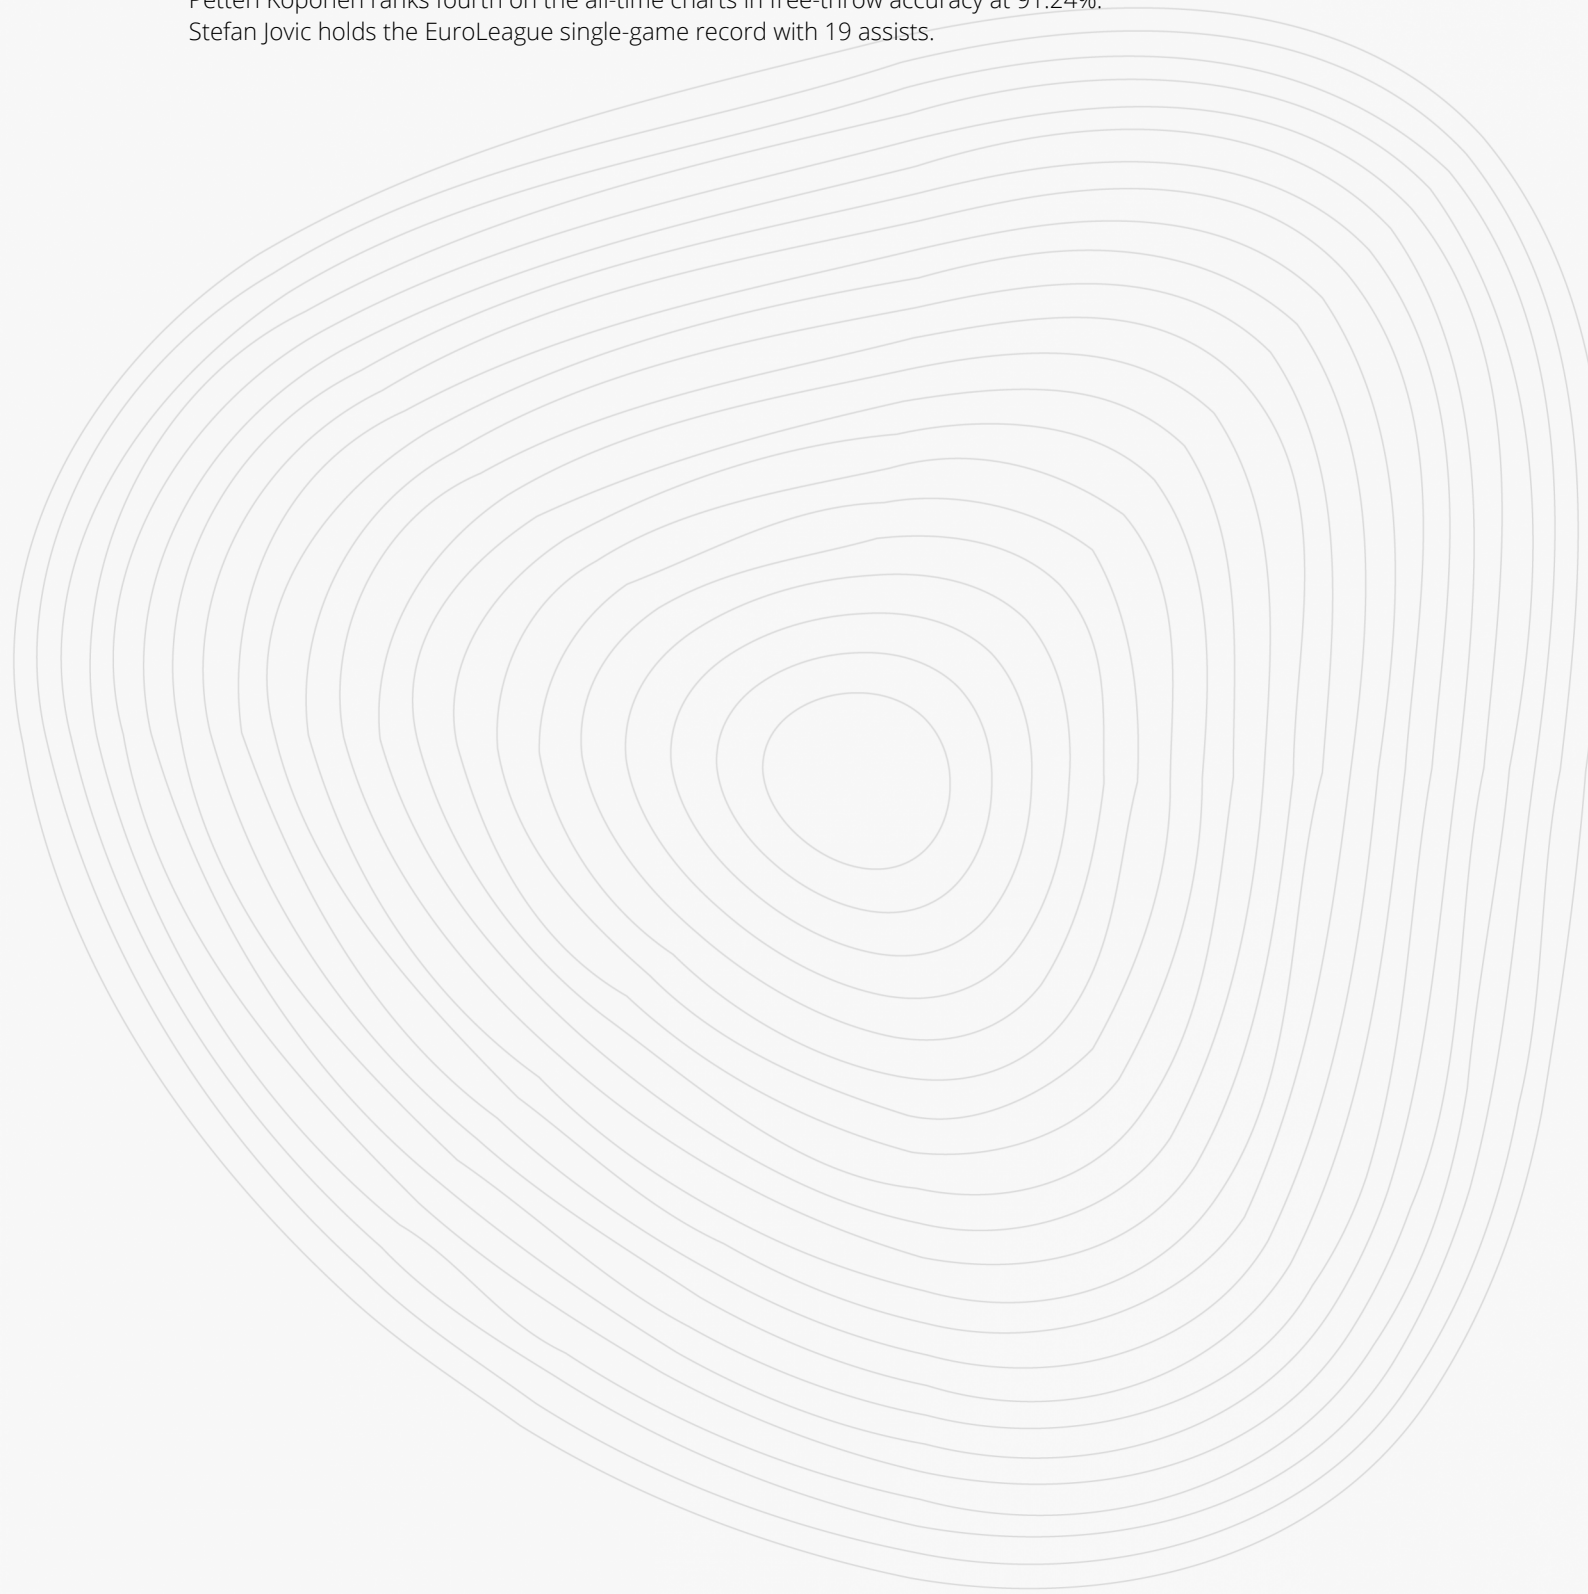 Petteri Koponen ranks fourth on the all-time charts in free-throw accuracy at 91.24%.
Stefan Jovic holds the EuroLeague single-game record with 19 assists.